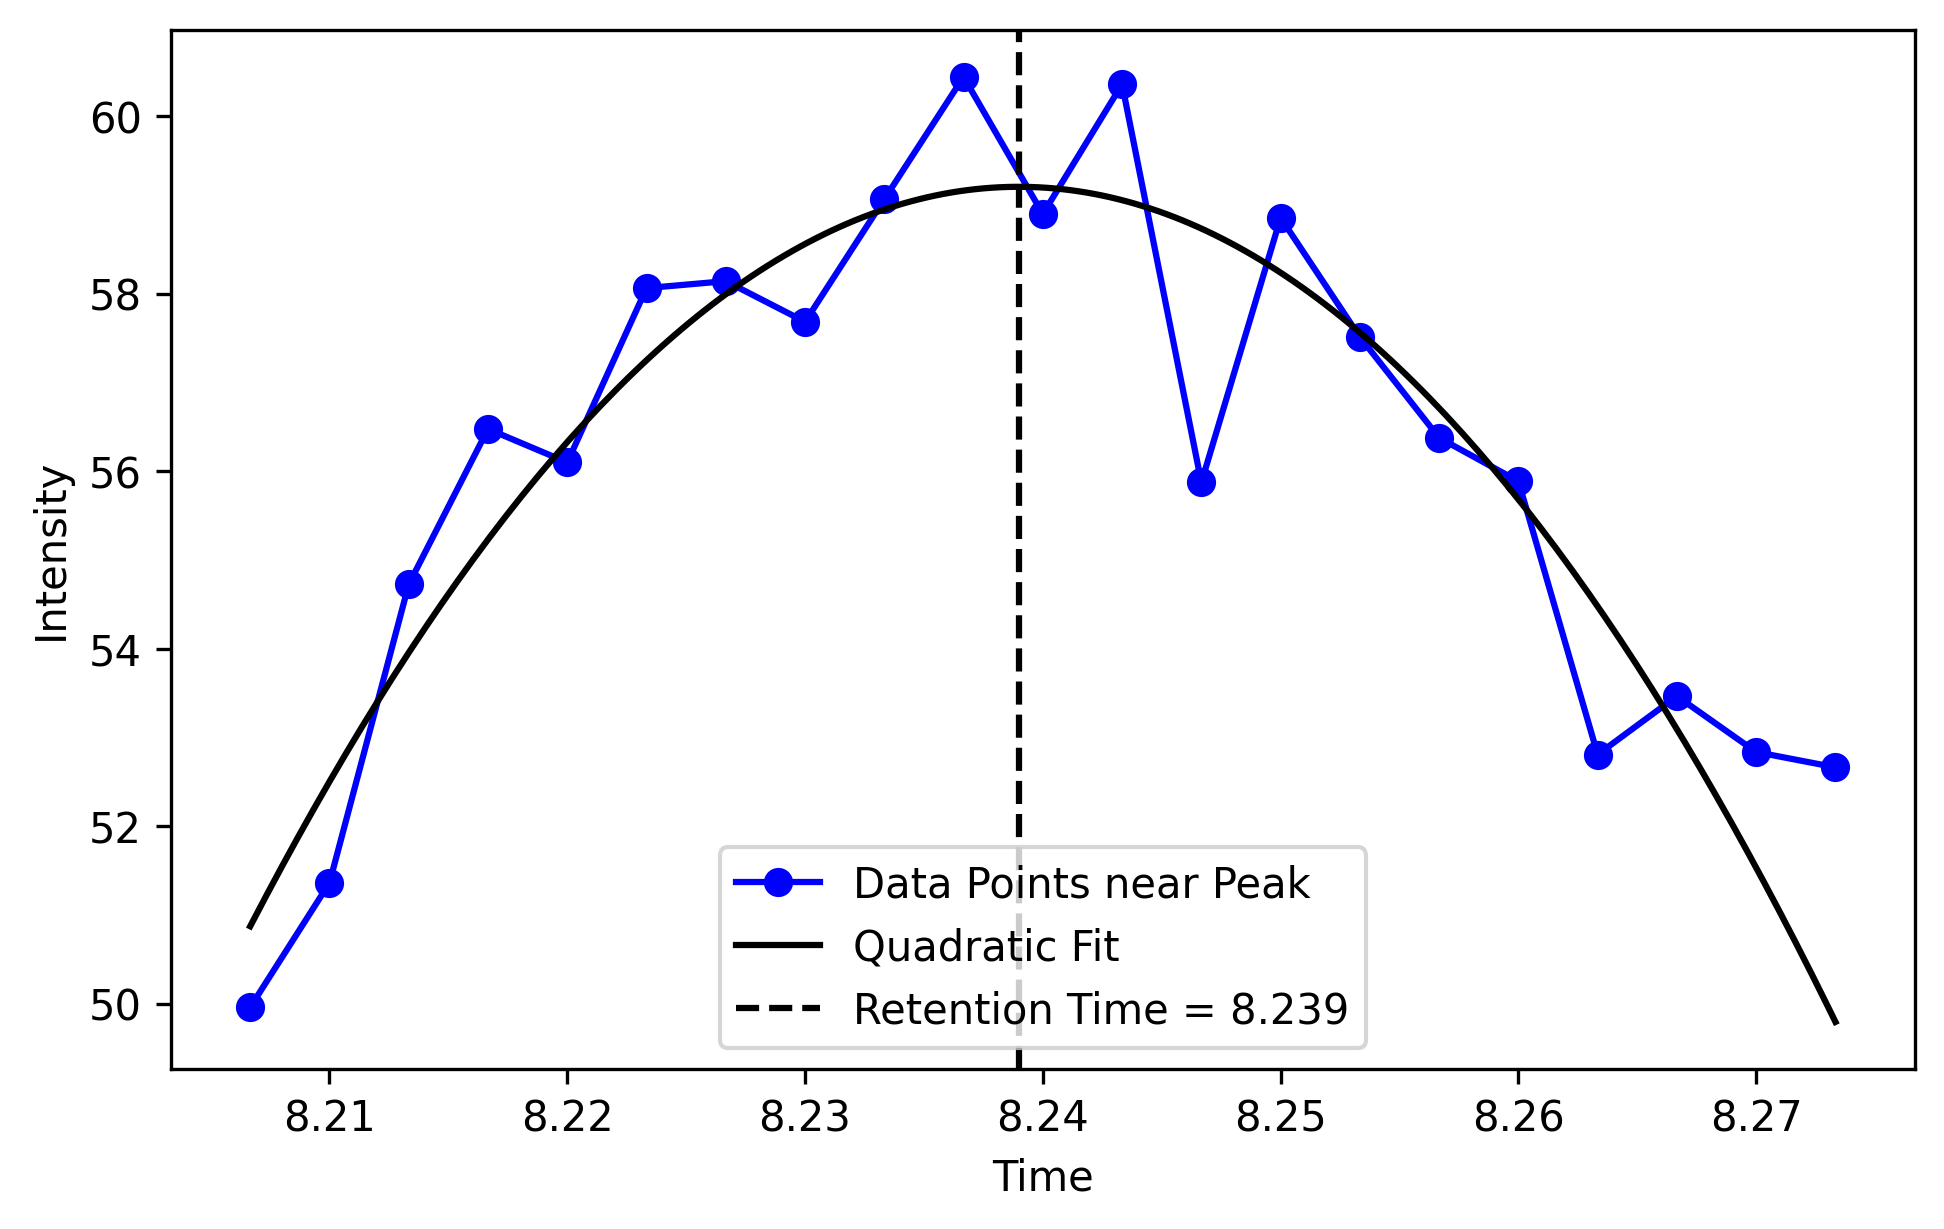 60
58
56
54
52
50
Intensity
Data Points near Peak
Quadratic Fit
Retention Time = 8.239
8.21 8.22 8.23 8.24 8.25 8.26 8.27
Time